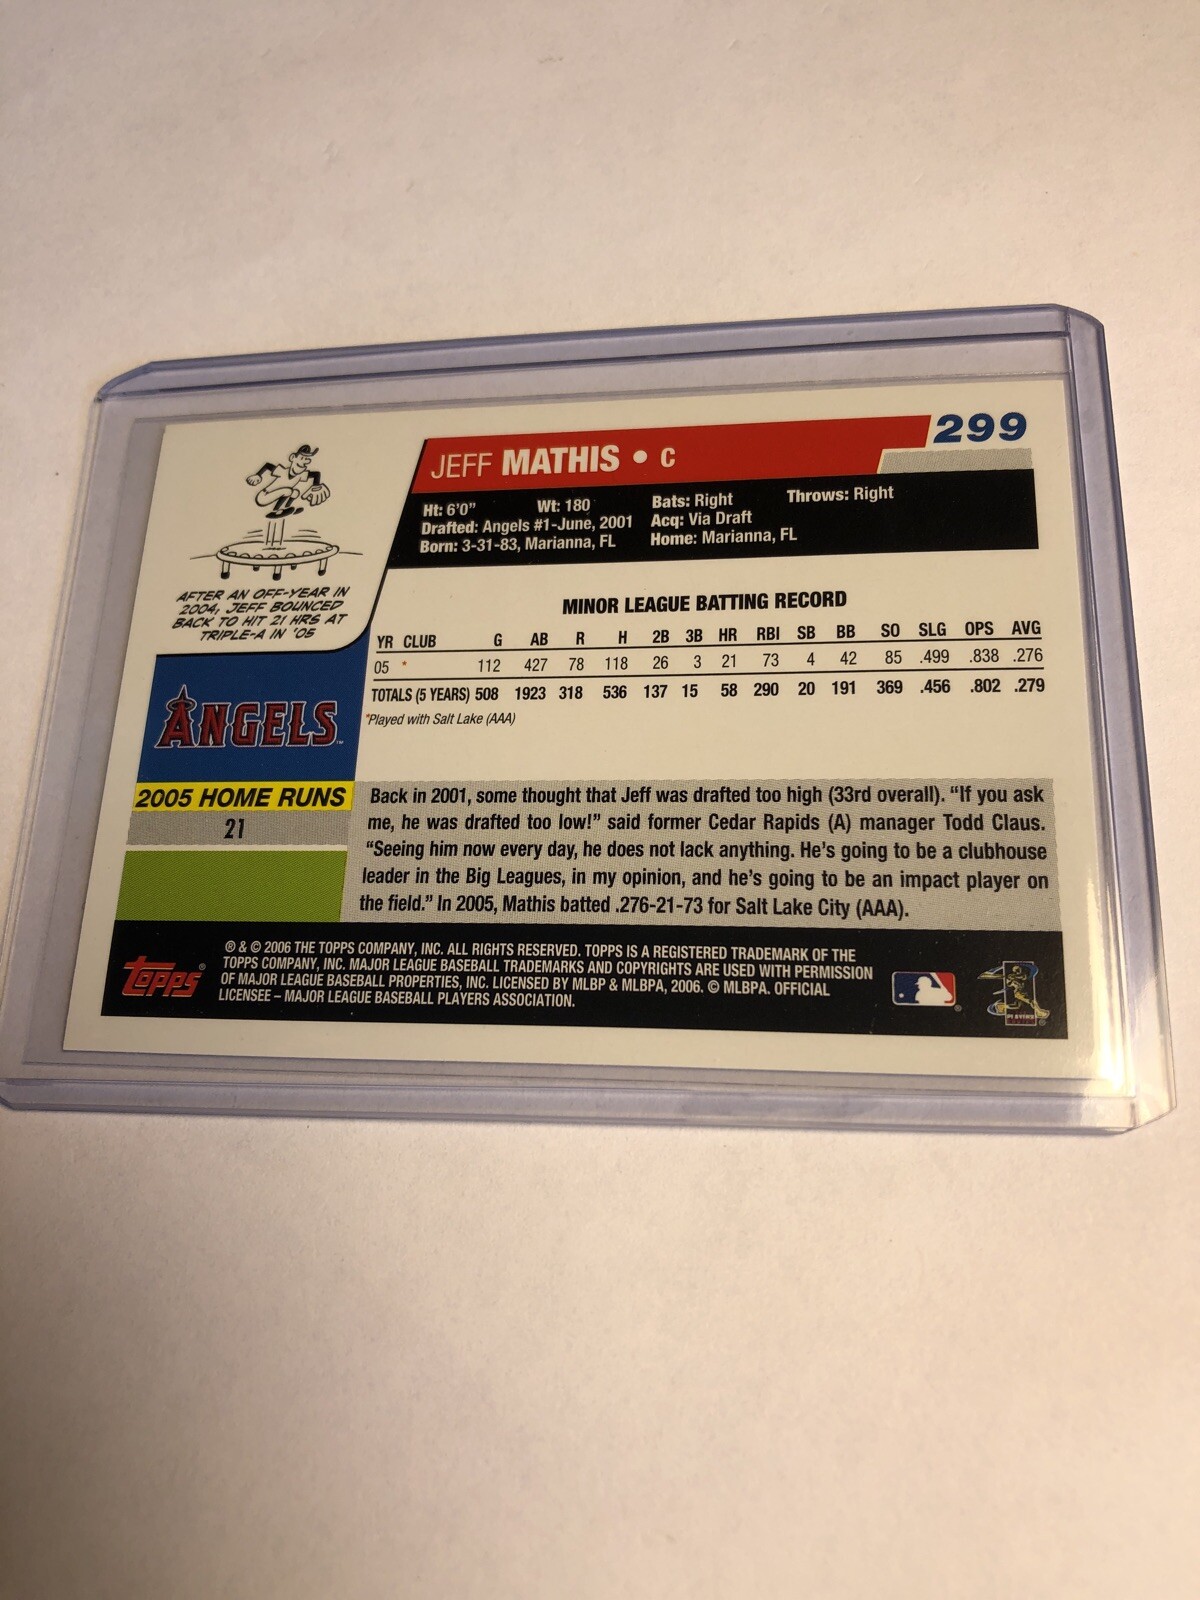 299
JEFF MATHIS • C
Ht: 6'0" Wt: 180 Bats: Right Throws: Right
Drafted: Angels #1-June, 2001 Acq: Via Draft
Born: 3-31-83, Marianna, FL Home: Marianna, FL
AFTER AN OFF-YEAR IN
2004, JEFF BOUNCED
BACK TO HIT 21 HRS AT
TRIPLE-A IN '05
MINOR LEAGUE BATTING RECORD
YR CLUB G AB R H 2B 3B HR RBI SB BB SO SLG OPS AVG
05 * 112 427 78 118 26 3 21 73 4 42 85 .499 .838 .276
TOTALS (5 YEARS) 508 1923 318 536 137 15 58 290 20 191 369 .456 .802 .279
*Played with Salt Lake (AAA)
ANGELS™
2005 HOME RUNS
21
Back in 2001, some thought that Jeff was drafted too high (33rd overall). “If you ask
me, he was drafted too low!” said former Cedar Rapids (A) manager Todd Claus.
“Seeing him now every day, he does not lack anything. He's going to be a clubhouse
leader in the Big Leagues, in my opinion, and he's going to be an impact player on
the field.” In 2005, Mathis batted .276-21-73 for Salt Lake City (AAA).
Topps®
® & © 2006 THE TOPPS COMPANY, INC. ALL RIGHTS RESERVED. TOPPS IS A REGISTERED TRADEMARK OF THE
TOPPS COMPANY, INC. MAJOR LEAGUE BASEBALL TRADEMARKS AND COPYRIGHTS ARE USED WITH PERMISSION
OF MAJOR LEAGUE BASEBALL PROPERTIES, INC. LICENSED BY MLBP & MLBPA, 2006. © MLBPA. OFFICIAL
LICENSEE – MAJOR LEAGUE BASEBALL PLAYERS ASSOCIATION.